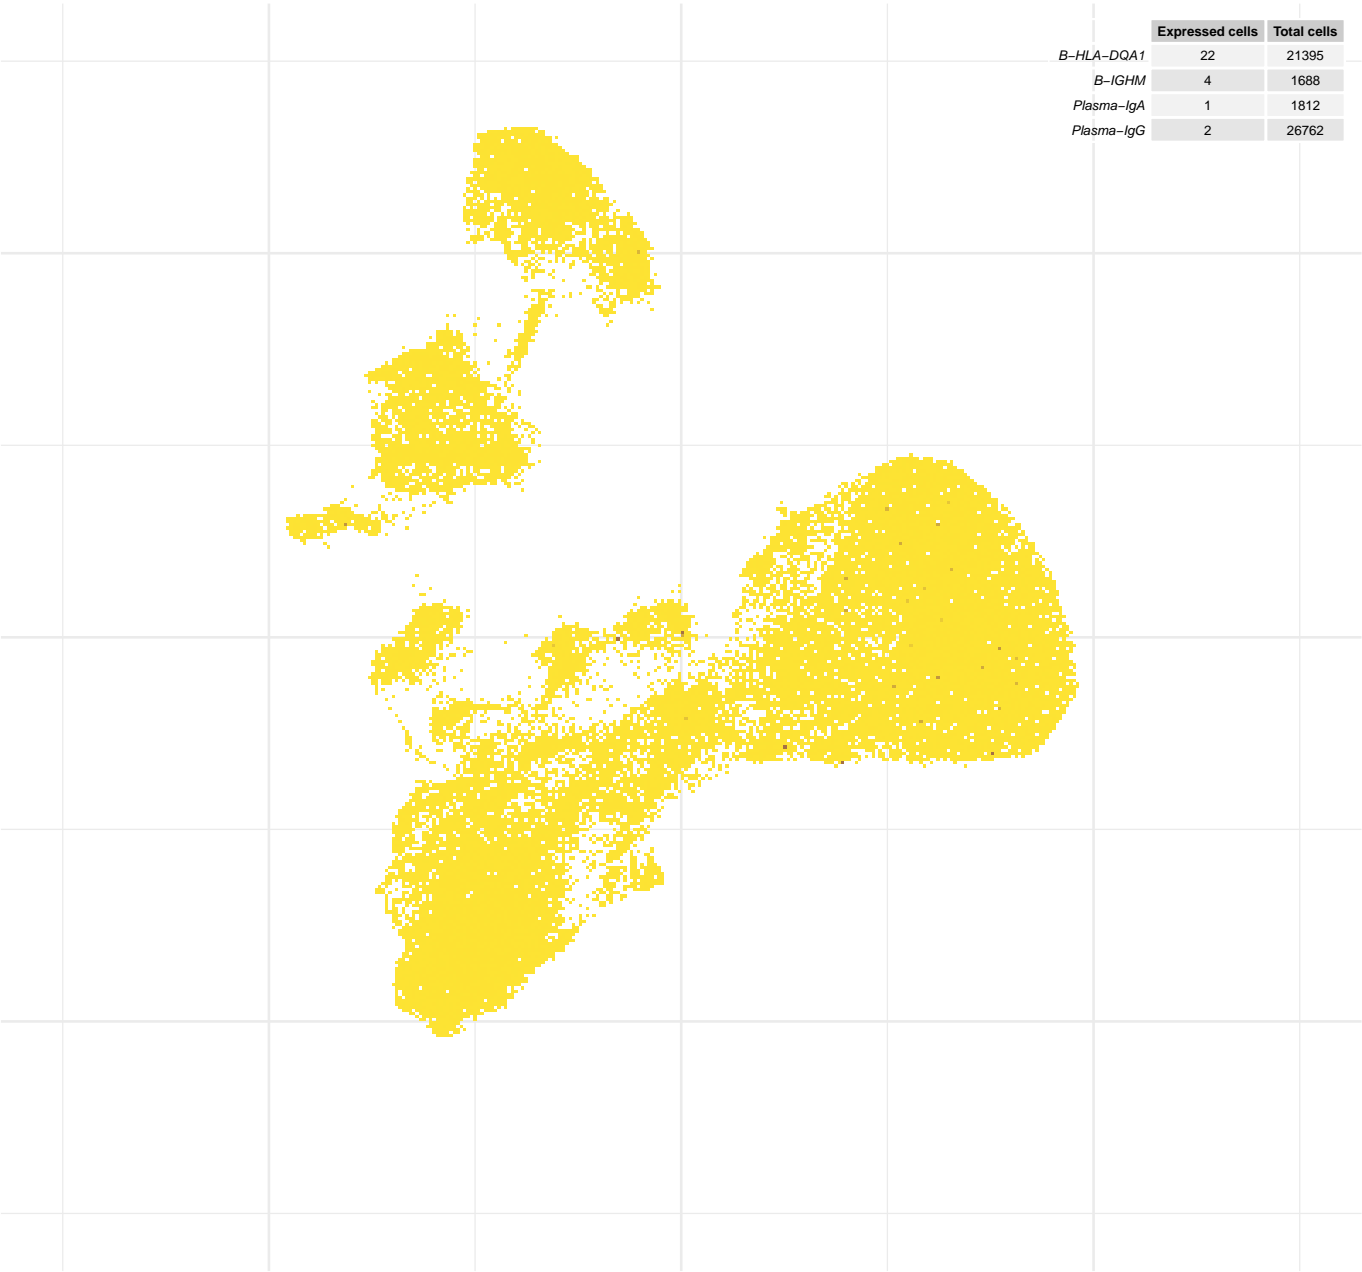 Expressed cells Total cells
B−HLA−DQA1 22 21395
B−IGHM 4 1688
Plasma−IgA 1 1812
Plasma−IgG 2 26762